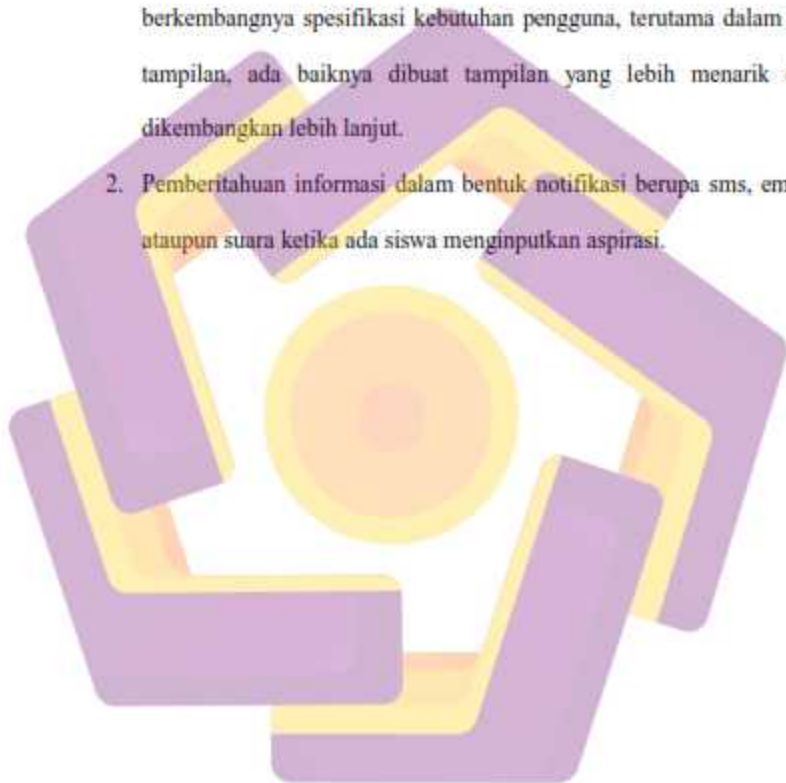 berkembangnya spesifikasi kebutuhan pengguna, terutama dalam
tampilan, ada baiknya dibuat tampilan yang lebih menarik
dikembangkan lebih lanjut.
2. Pemberitahuan informasi dalam bentuk notifikasi berupa sms, em
ataupun suara ketika ada siswa menginputkan aspirasi.